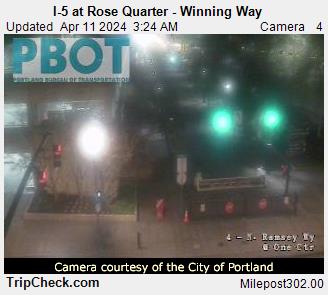 I-5 at Rose Quarter - Winning Way
Updated Apr 11 2024 3:24 AM Camera 4
PBOT
PORTLAND BUREAU OF TRANSPORTATION
4 - N. Ramsey Wy
@ One Ctr
Camera courtesy of the City of Portland
TripCheck.com Milepost302.00